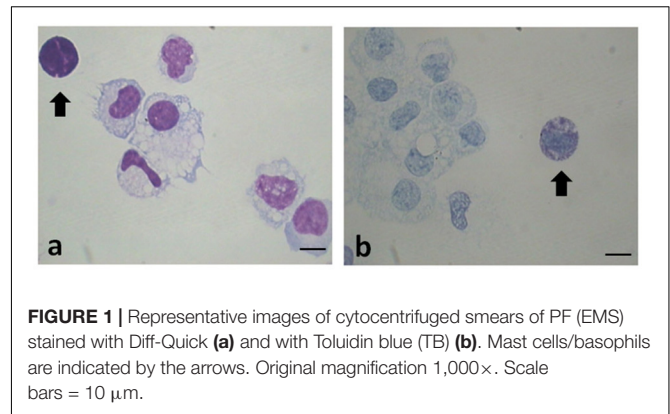 a
b
FIGURE 1 | Representative images of cytocentrifuged smears of PF (EMS)
stained with Diff-Quick (a) and with Toluidin blue (TB) (b). Mast cells/basophils
are indicated by the arrows. Original magnification 1,000×. Scale
bars = 10 μm.